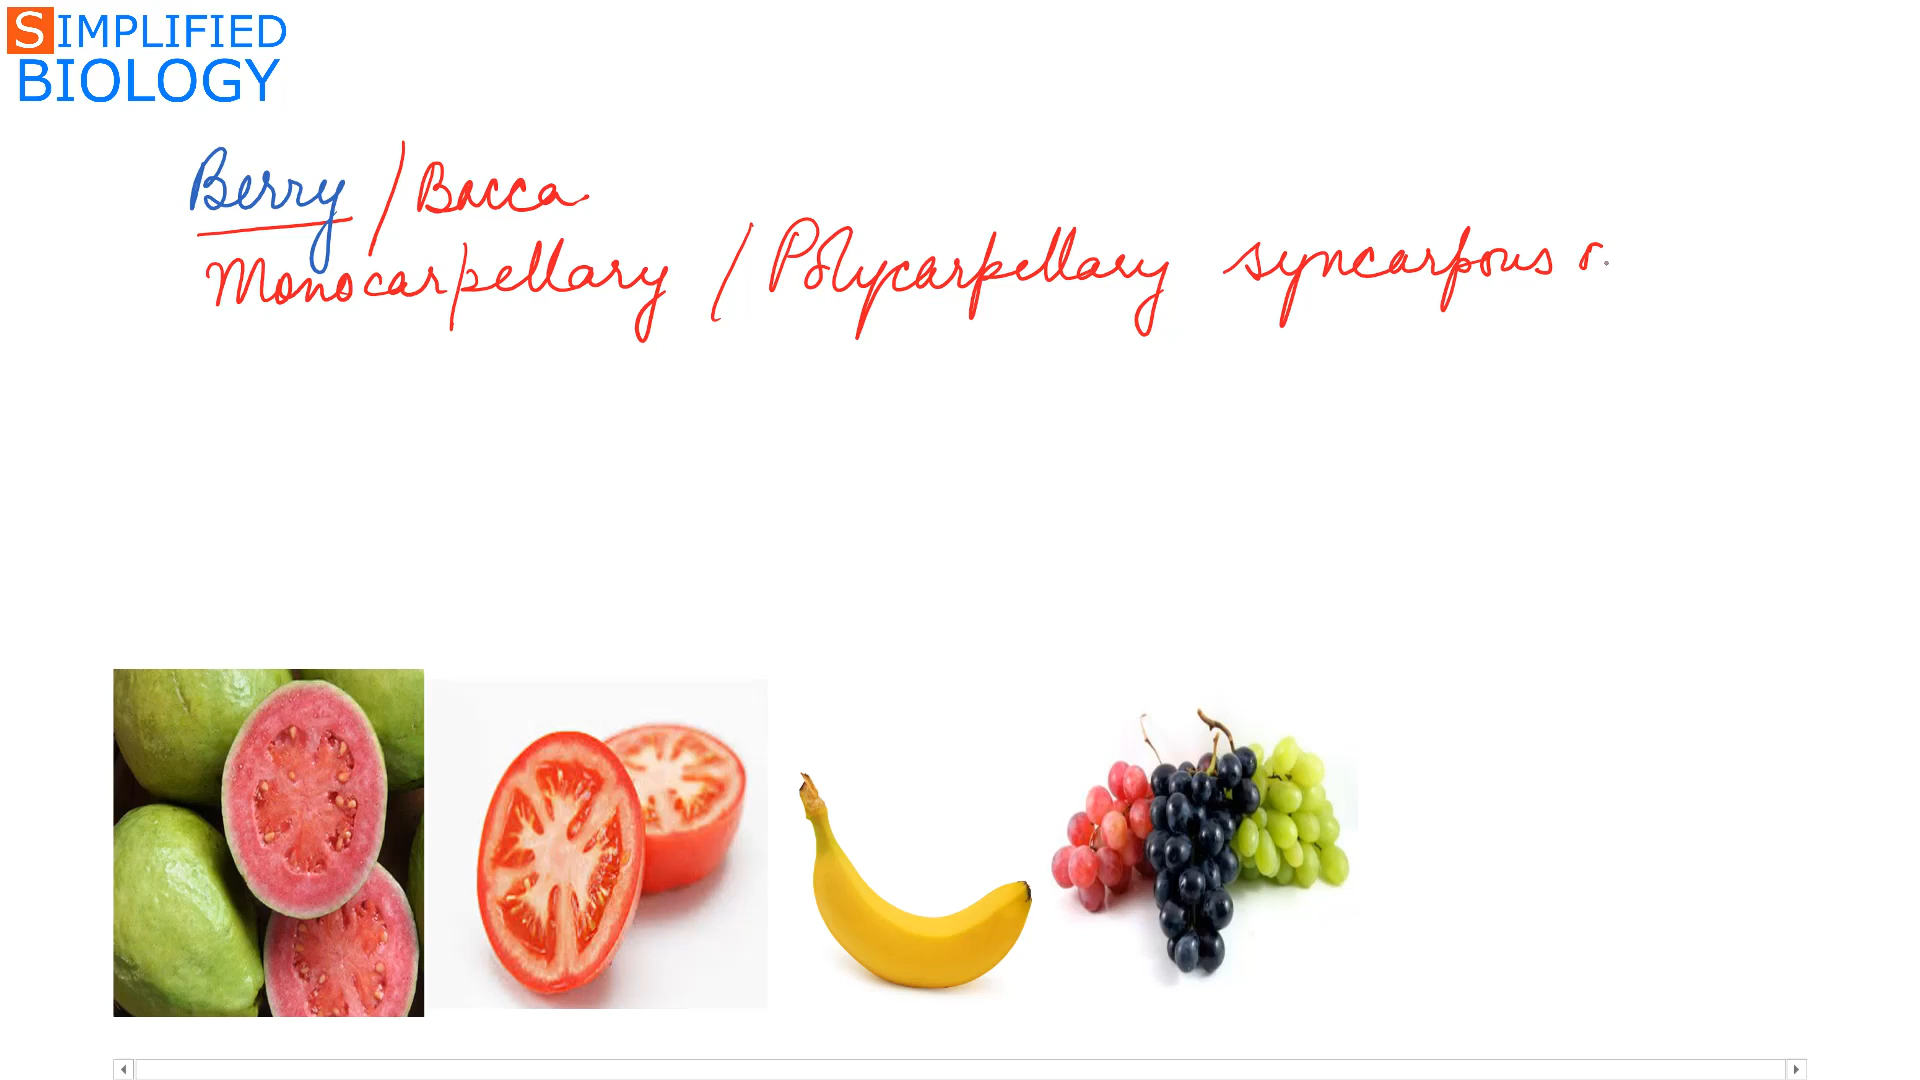 SIMPLIFIED
BIOLOGY
Berry / Bacca
Monocarpellary / Polycarpellary syncarpous